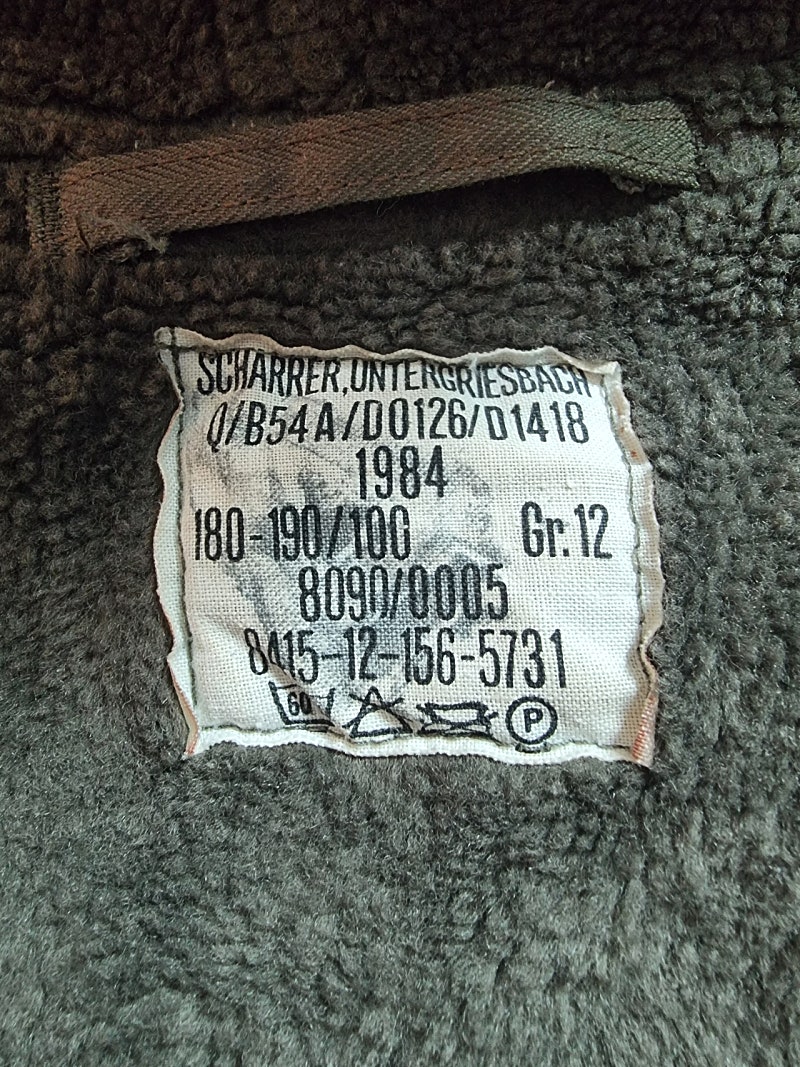 SCHARRER, UNTERGRIESBACH
Q/B54A/D0126/D1418
1984
180-190/100 Gr. 12
8090/0005
8415-12-156-5731
60 P